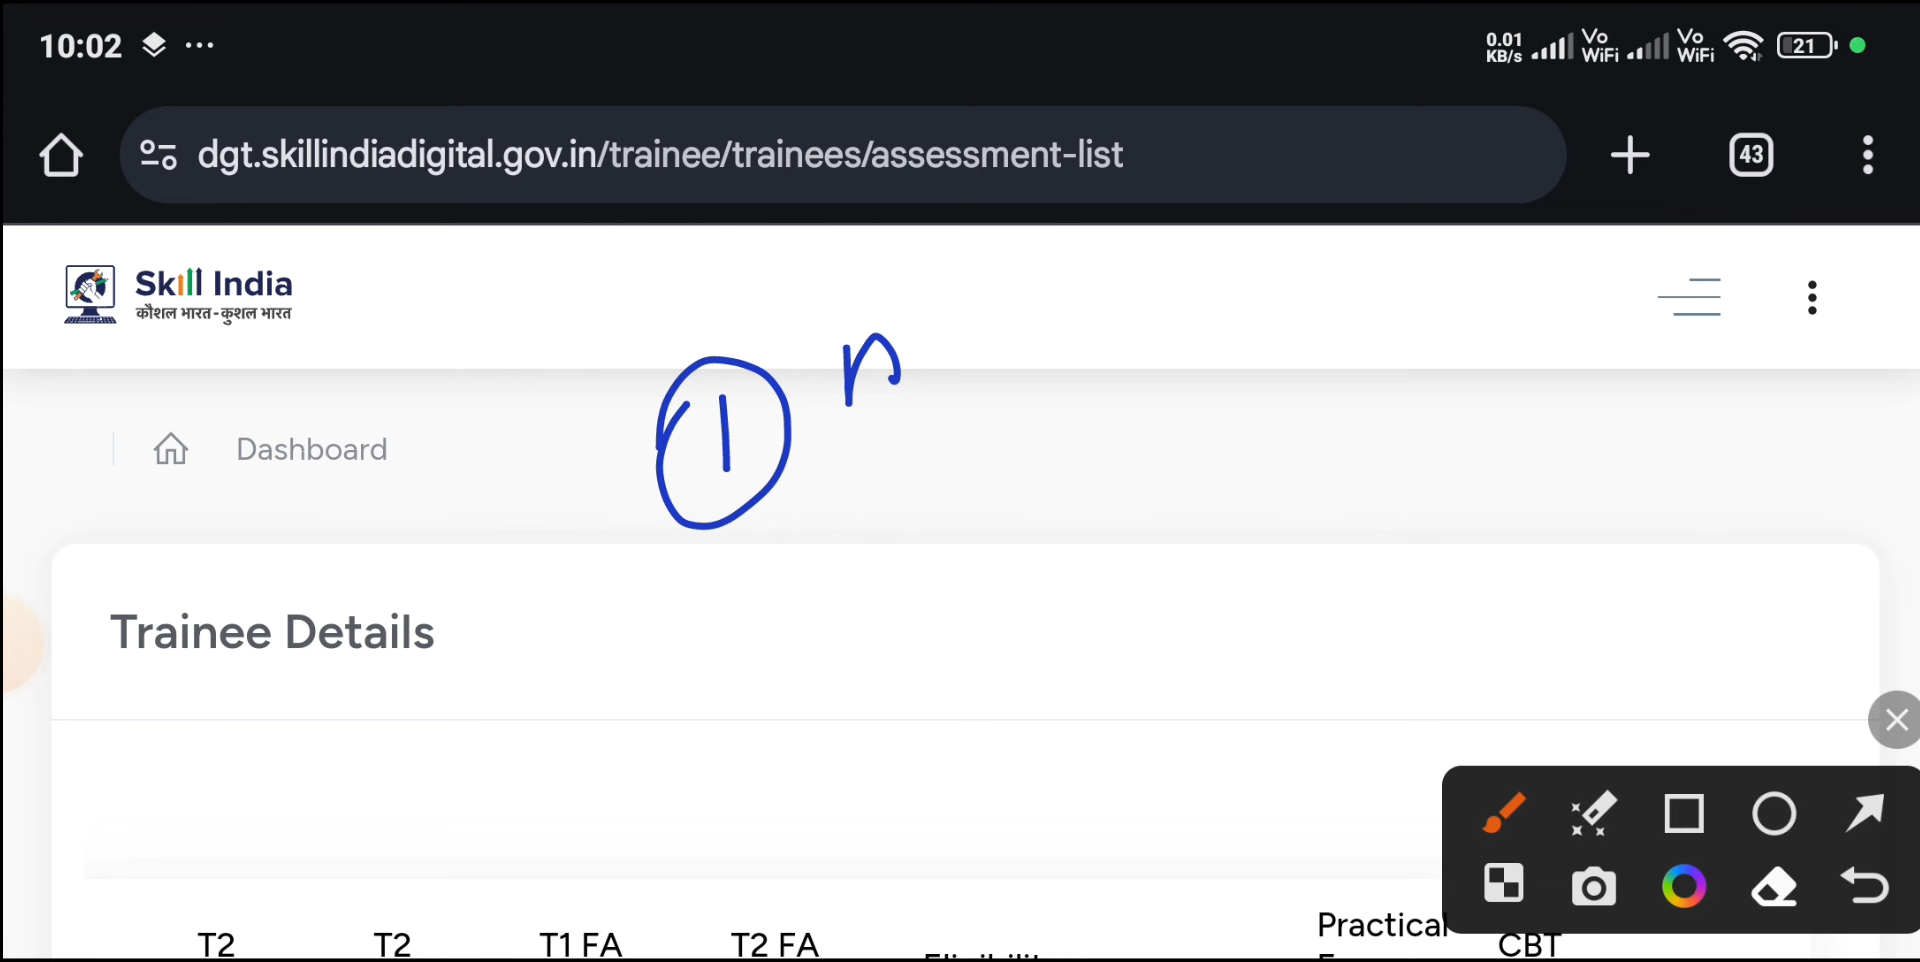 10:02 ... 0.01 KB/s Vo WiFi Vo WiFi 21
dgt.skillindiadigital.gov.in/trainee/trainees/assessment-list 43
Skill India
कौशल भारत-कुशल भारत
n
1
Dashboard
Trainee Details
Practical
T2 T2 T1 FA T2 FA CBT